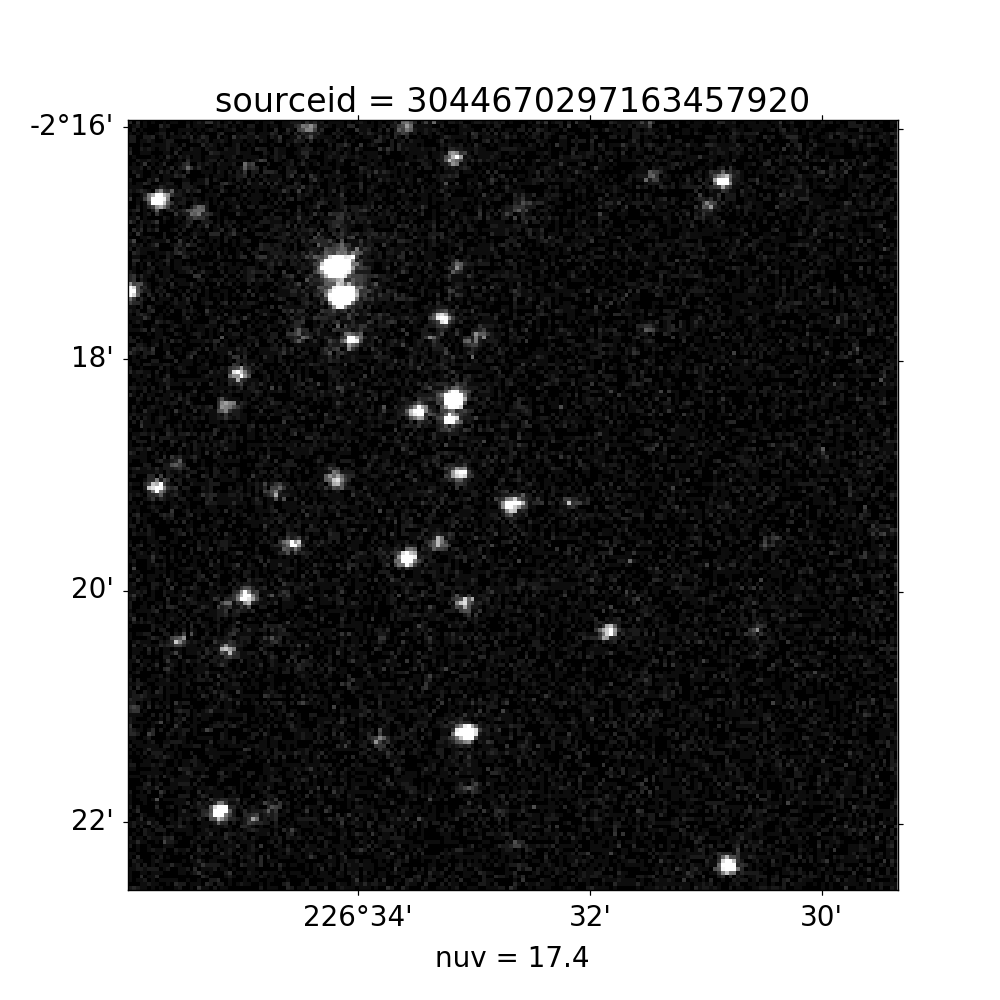 sourceid = 3044670297163457920
-2°16'
18'
20'
22'
226°34' 32' 30'
nuv = 17.4